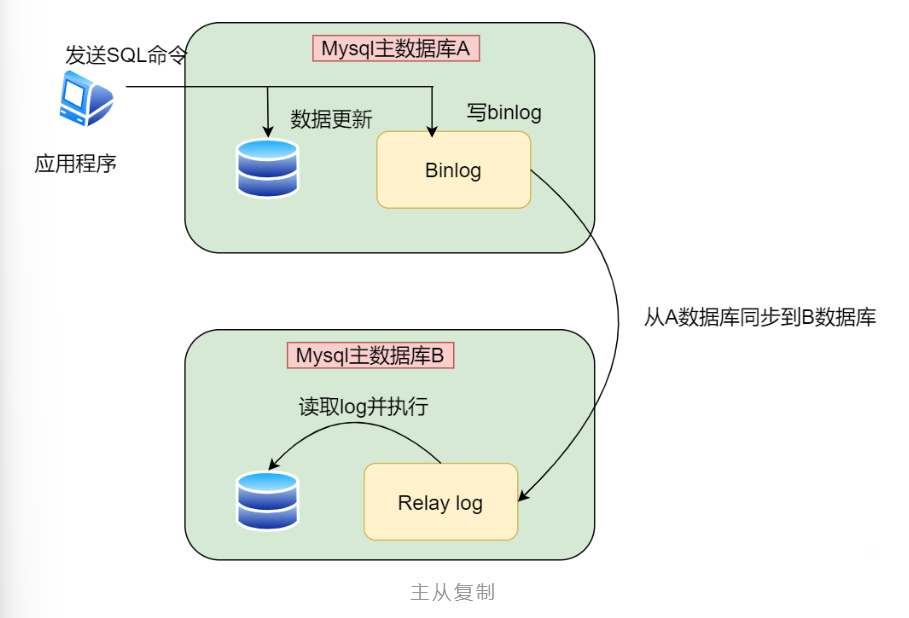 发送SQL命令
Mysql主数据库A
数据更新
写binlog
Binlog
应用程序
从A数据库同步到B数据库
Mysql主数据库B
读取log并执行
Relay log
主从复制